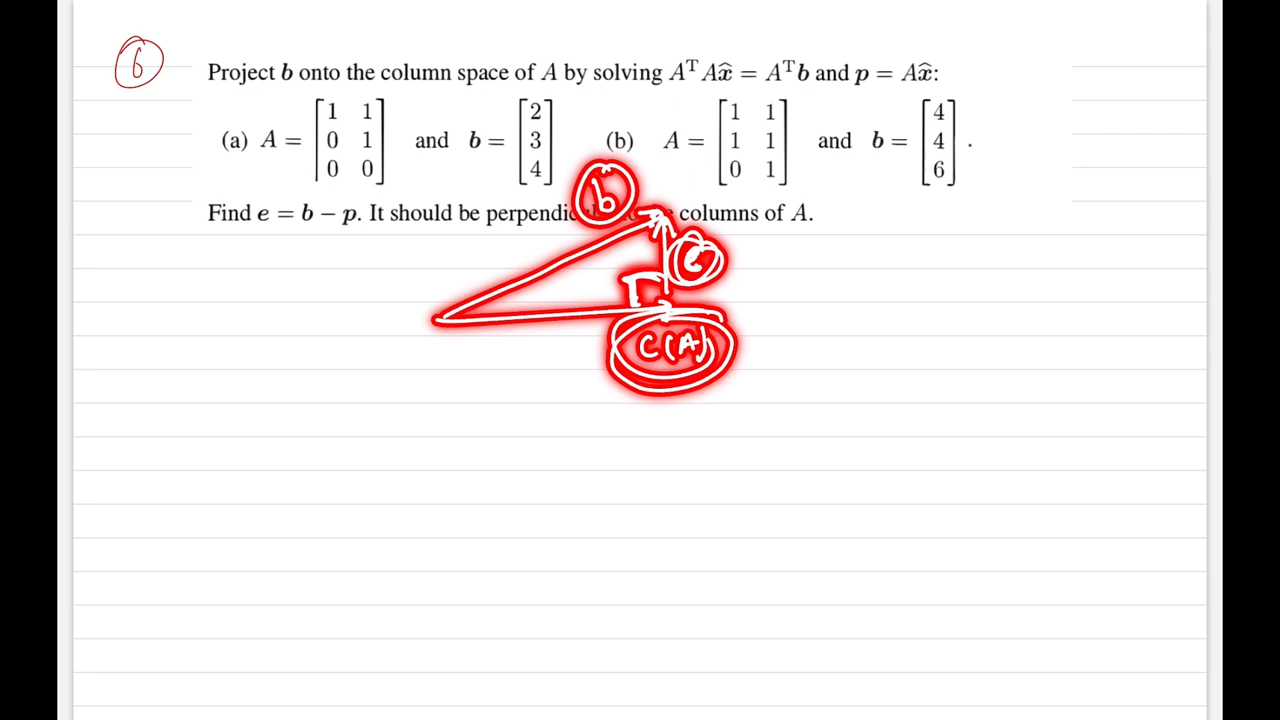 6
Project b onto the column space of A by solving AᵀAx̂ = Aᵀb and p = Ax̂:
(a) A = [1 1; 0 1; 0 0] and b = [2; 3; 4] (b) A = [1 1; 1 1; 0 1] and b = [4; 4; 6].
Find e = b − p. It should be columns of A.
b
e
C(A)